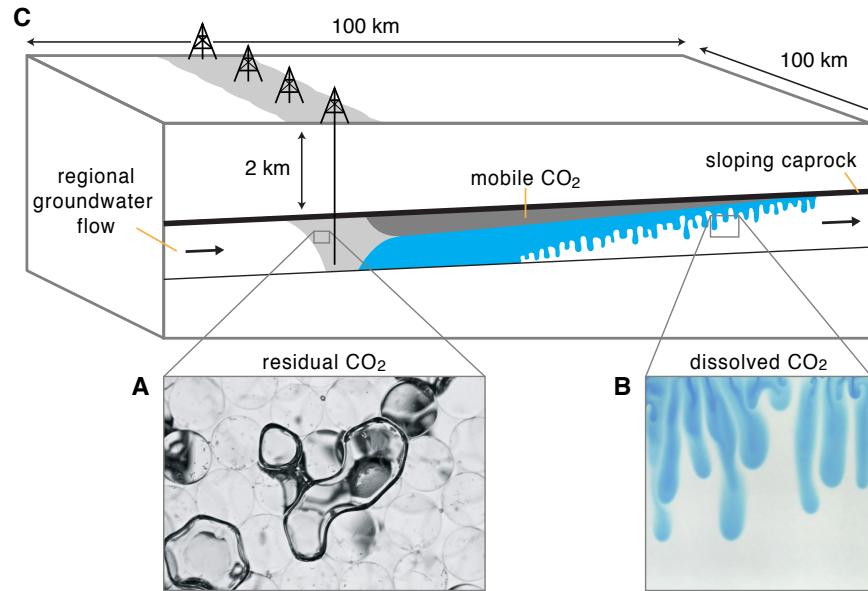 C
100 km
100 km
2 km
regional
groundwater
flow
mobile CO₂
sloping caprock
A
residual CO₂
B
dissolved CO₂